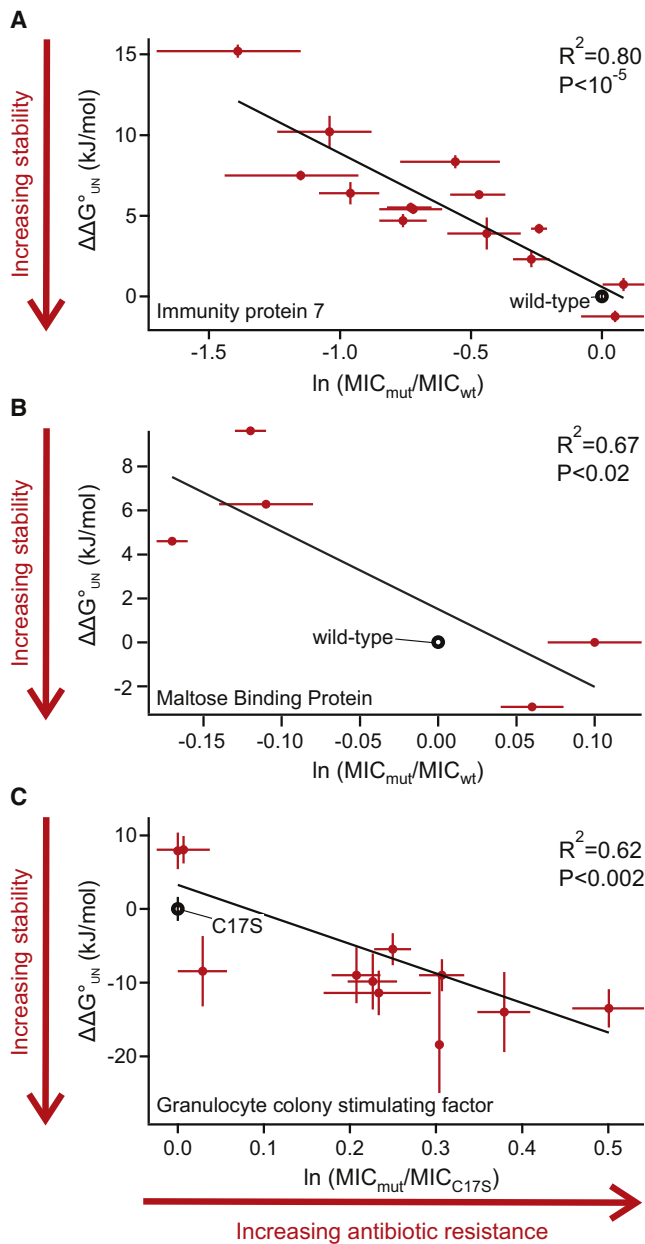 A
Increasing stability
ΔΔG°UN (kJ/mol)
15
10
5
0
R²=0.80
P<10⁻⁵
wild-type
Immunity protein 7
-1.5
-1.0
-0.5
0.0
ln (MICmut/MICwt)
B
Increasing stability
ΔΔG°UN (kJ/mol)
8
6
4
2
0
-2
R²=0.67
P<0.02
wild-type
Maltose Binding Protein
-0.15
-0.10
-0.05
0.00
0.05
0.10
ln (MICmut/MICwt)
C
Increasing stability
ΔΔG°UN (kJ/mol)
10
0
-10
-20
R²=0.62
P<0.002
C17S
Granulocyte colony stimulating factor
0.0
0.1
0.2
0.3
0.4
0.5
ln (MICmut/MICC17S)
Increasing antibiotic resistance